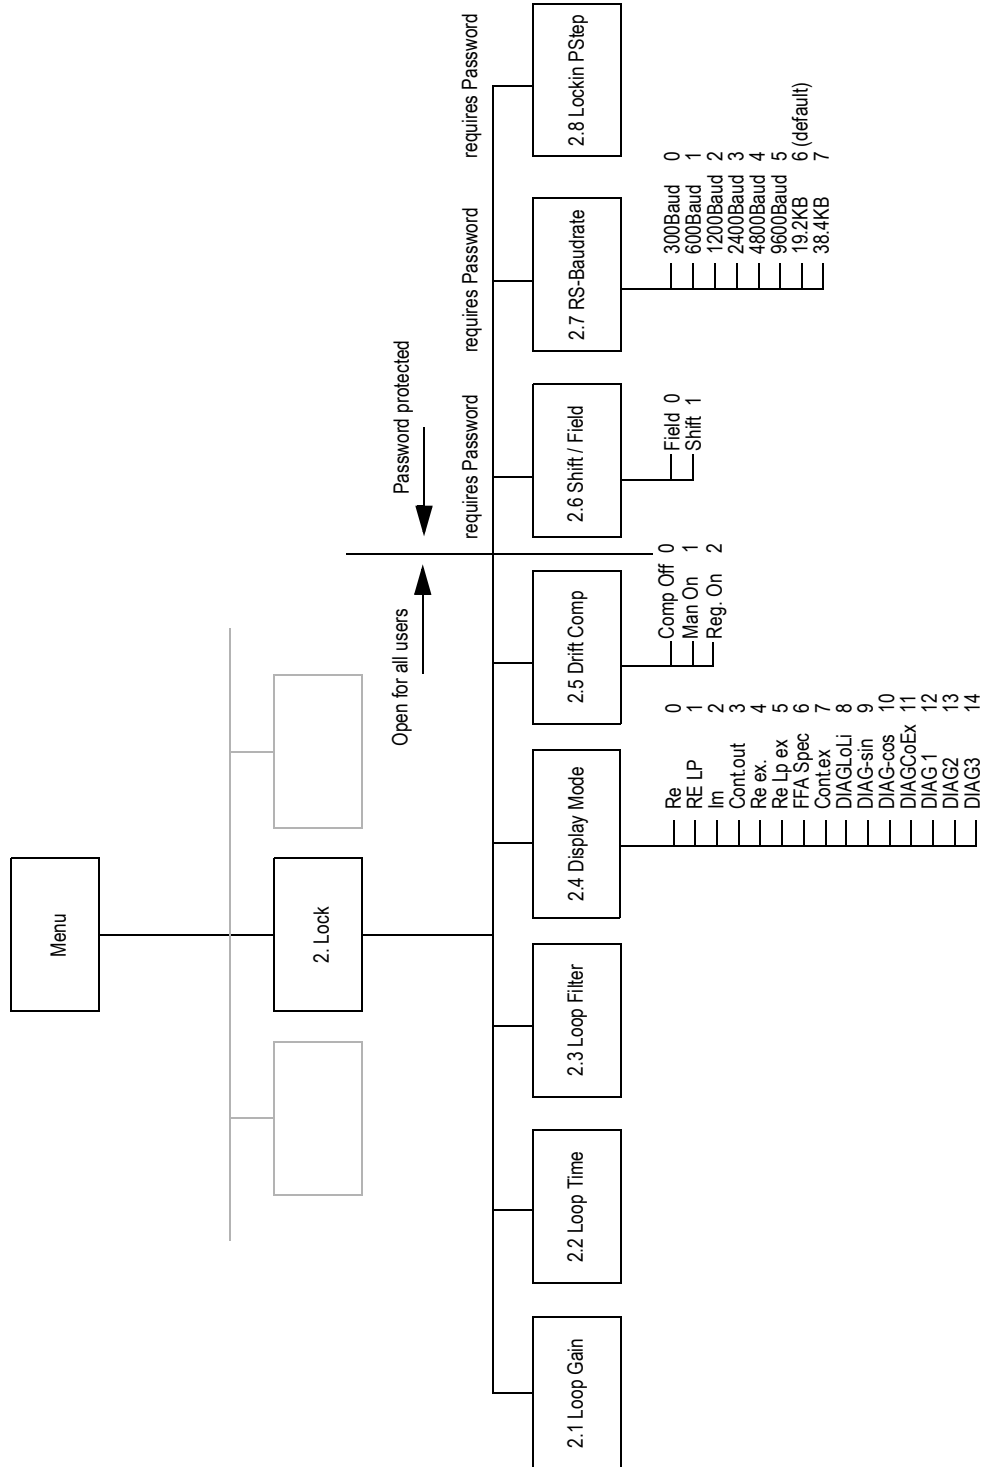 Menu
2. Lock
Open for all users
Password protected
requires Password
requires Password
requires Password
2.1 Loop Gain
2.2 Loop Time
2.3 Loop Filter
2.4 Display Mode
2.5 Drift Comp
2.6 Shift / Field
2.7 RS-Baudrate
2.8 Lockin PStep
Re 0
RE LP 1
Im 2
Cont.out 3
Re ex. 4
Re Lp ex 5
FFA Spec 6
Cont.ex 7
DIAGLoLi 8
DIAG-sin 9
DIAG-cos 10
DIAGCoEx 11
DIAG 1 12
DIAG2 13
DIAG3 14
Comp Off 0
Man On 1
Reg. On 2
Field 0
Shift 1
300Baud 0
600Baud 1
1200Baud 2
2400Baud 3
4800Baud 4
9600Baud 5
19.2KB 6 (default)
38.4KB 7